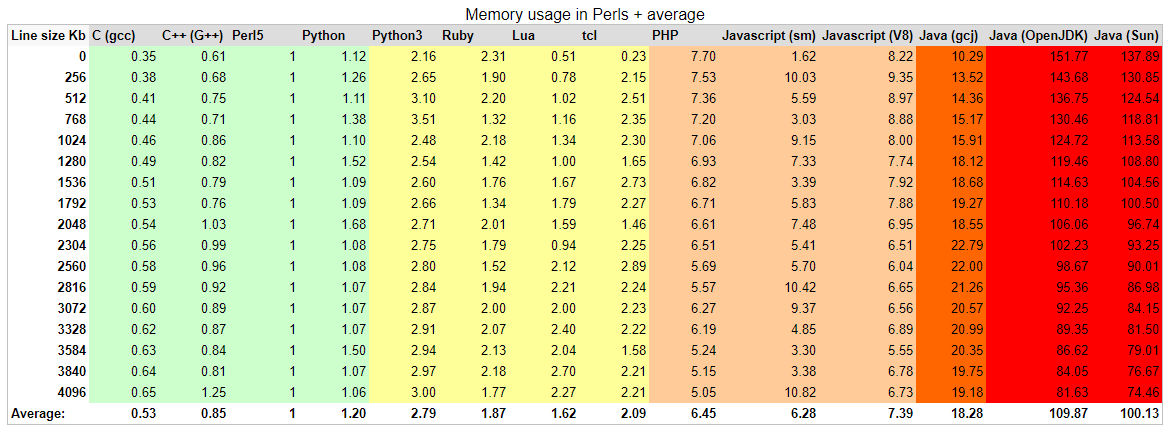 Memory usage in Perls + average
Line size Kb C (gcc) C++ (G++) Perl5 Python Python3 Ruby Lua tcl PHP Javascript (sm) Javascript (V8) Java (gcj) Java (OpenJDK) Java (Sun)
0 0.35 0.61 1 1.12 2.16 2.31 0.51 0.23 7.70 1.62 8.22 10.29 151.77 137.89
256 0.38 0.68 1 1.26 2.65 1.90 0.78 2.15 7.53 10.03 9.35 13.52 143.68 130.85
512 0.41 0.75 1 1.11 3.10 2.20 1.02 2.51 7.36 5.59 8.97 14.36 136.75 124.54
768 0.44 0.71 1 1.38 3.51 1.32 1.16 2.35 7.20 3.03 8.88 15.17 130.46 118.81
1024 0.46 0.86 1 1.10 2.48 2.18 1.34 2.30 7.06 9.15 8.00 15.91 124.72 113.58
1280 0.49 0.82 1 1.52 2.54 1.42 1.00 1.65 6.93 7.33 7.74 18.12 119.46 108.80
1536 0.51 0.79 1 1.09 2.60 1.76 1.67 2.73 6.82 3.39 7.92 18.68 114.63 104.56
1792 0.53 0.76 1 1.09 2.66 1.34 1.79 2.27 6.71 5.83 7.88 19.27 110.18 100.50
2048 0.54 1.03 1 1.68 2.71 2.01 1.59 1.46 6.61 7.48 6.95 18.55 106.06 96.74
2304 0.56 0.99 1 1.08 2.75 1.79 0.94 2.25 6.51 5.41 6.51 22.79 102.23 93.25
2560 0.58 0.96 1 1.08 2.80 1.52 2.12 2.89 5.69 5.70 6.04 22.00 98.67 90.01
2816 0.59 0.92 1 1.07 2.84 1.94 2.21 2.24 5.57 10.42 6.65 21.26 95.36 86.98
3072 0.60 0.89 1 1.07 2.87 2.00 2.00 2.23 6.27 9.37 6.56 20.57 92.25 84.15
3328 0.62 0.87 1 1.07 2.91 2.07 2.40 2.22 6.19 4.85 6.89 20.99 89.35 81.50
3584 0.63 0.84 1 1.50 2.94 2.13 2.04 1.58 5.24 3.30 5.55 20.35 86.62 79.01
3840 0.64 0.81 1 1.07 2.97 2.18 2.70 2.21 5.15 3.38 6.78 19.75 84.05 76.67
4096 0.65 1.25 1 1.06 3.00 1.77 2.27 2.21 5.05 10.82 6.73 19.18 81.63 74.46
Average: 0.53 0.85 1 1.20 2.79 1.87 1.62 2.09 6.45 6.28 7.39 18.28 109.87 100.13